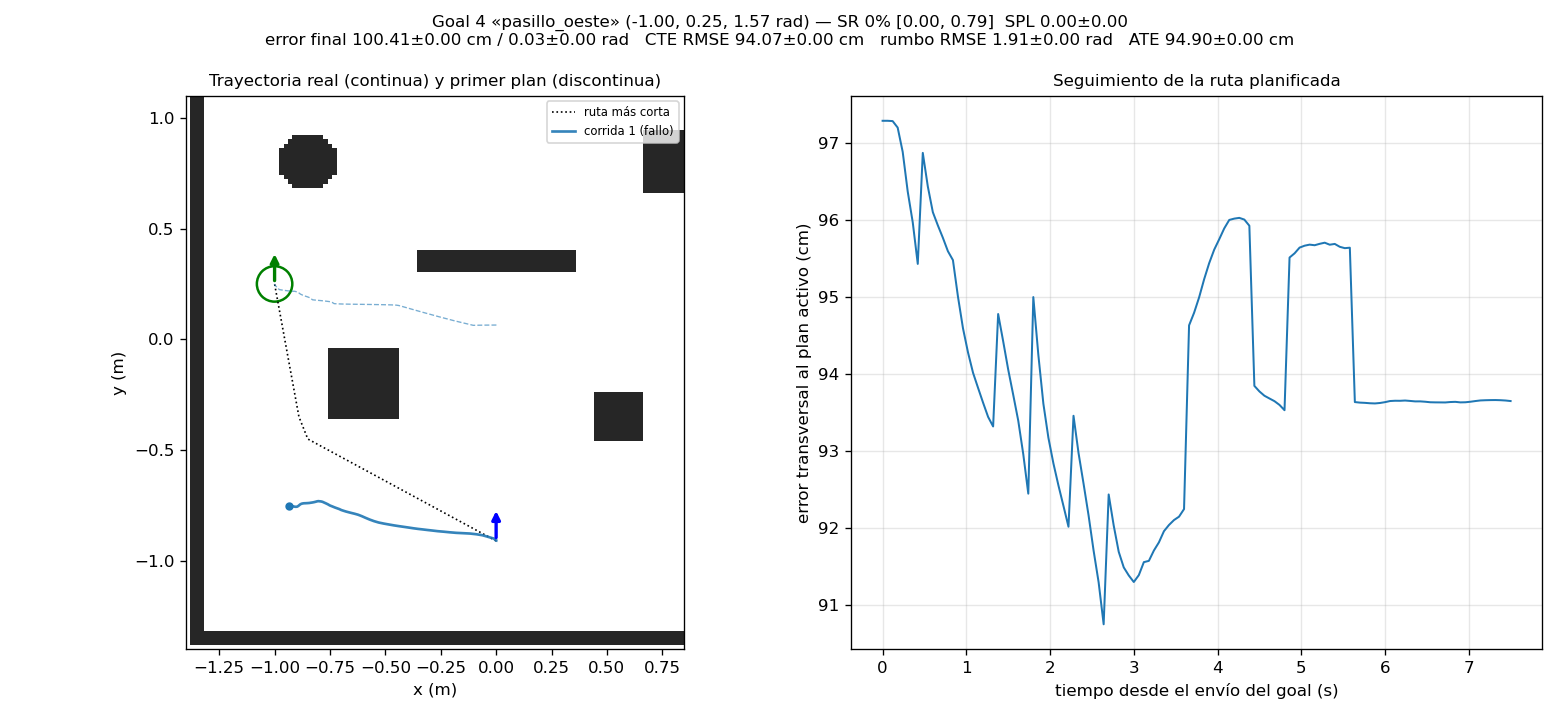 Goal 4 «pasillo_oeste» (-1.00, 0.25, 1.57 rad) — SR 0% [0.00, 0.79]  SPL 0.00±0.00
error final 100.41±0.00 cm / 0.03±0.00 rad   CTE RMSE 94.07±0.00 cm   rumbo RMSE 1.91±0.00 rad   ATE 94.90±0.00 cm
Trayectoria real (continua) y primer plan (discontinua)
ruta más corta
corrida 1 (fallo)
1.0
0.5
0.0
−0.5
−1.0
y (m)
−1.25 −1.00 −0.75 −0.50 −0.25 0.00 0.25 0.50 0.75
x (m)
Seguimiento de la ruta planificada
97
96
95
94
93
92
91
error transversal al plan activo (cm)
0 1 2 3 4 5 6 7
tiempo desde el envío del goal (s)